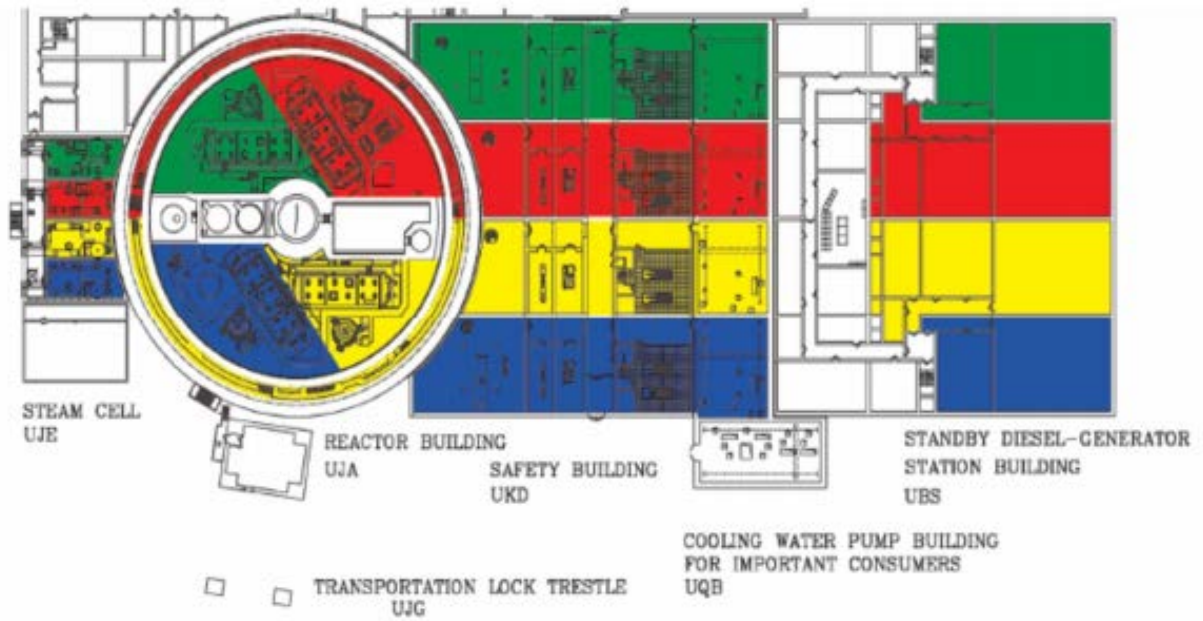 STEAM CELL
UJE
REACTOR BUILDING
UJA
SAFETY BUILDING
UKD
STANDBY DIESEL-GENERATOR
STATION BUILDING
UBS
COOLING WATER PUMP BUILDING
FOR IMPORTANT CONSUMERS
UQB
TRANSPORTATION LOCK TRESTLE
UJG